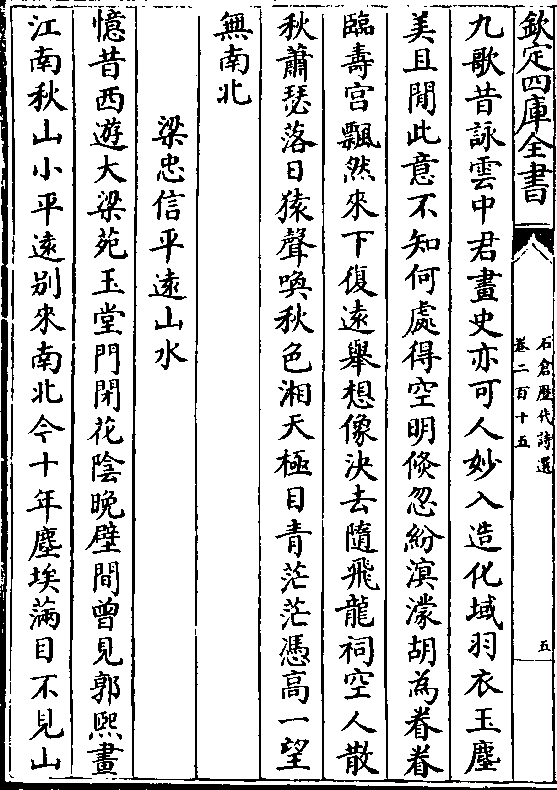 欽定四庫全書
石倉歷代詩選
卷二百十五
五
九歌昔詠雲中君畫史亦可人妙入造化域羽衣玉麈
美且閒此意不知何處得空明倐忽紛溟濛胡為眷眷
臨壽宮飄然來下復遠舉想像決去隨飛龍祠空人散
秋蕭瑟落日猿聲喚秋色湘天極目青茫茫憑高一望
無南北
梁忠信平遠山水
憶昔西遊大梁苑玉堂門閉花陰晚壁間曾見郭熙畫
江南秋山小平遠别來南北今十年塵埃滿目不見山